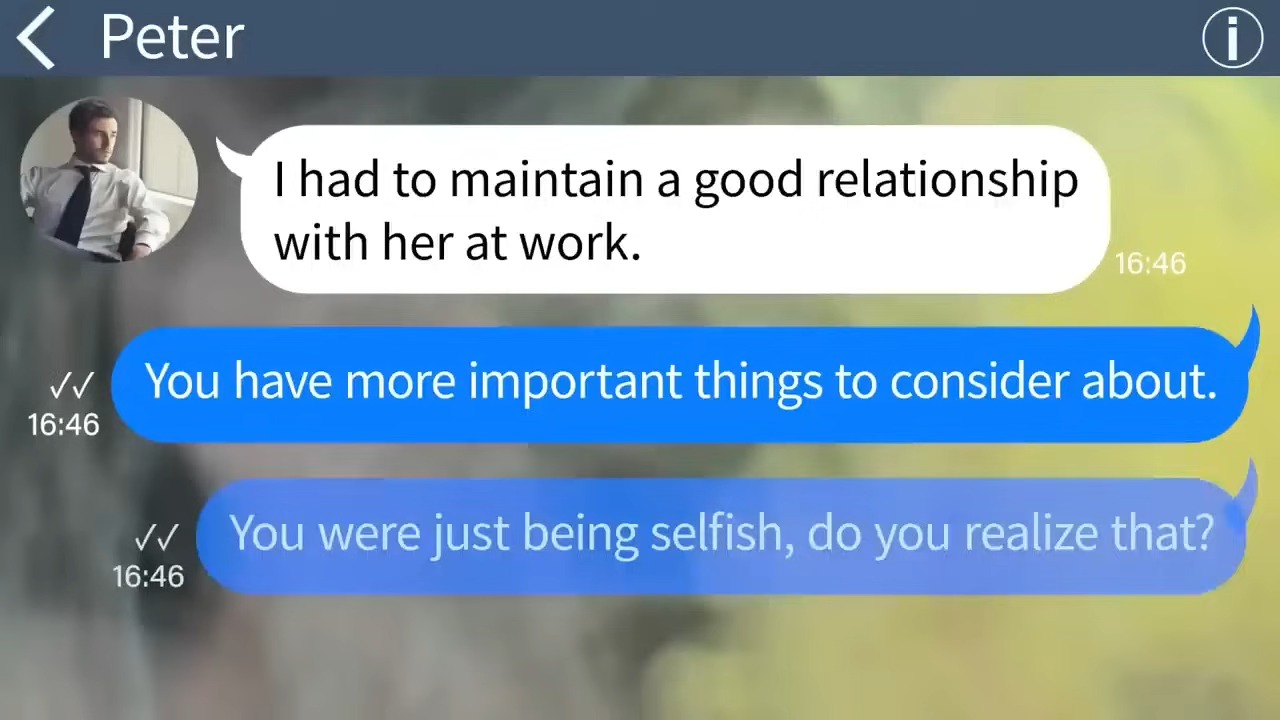 Peter
i
I had to maintain a good relationship
with her at work.
16:46
You have more important things to consider about.
16:46
You were just being selfish, do you realize that?
16:46